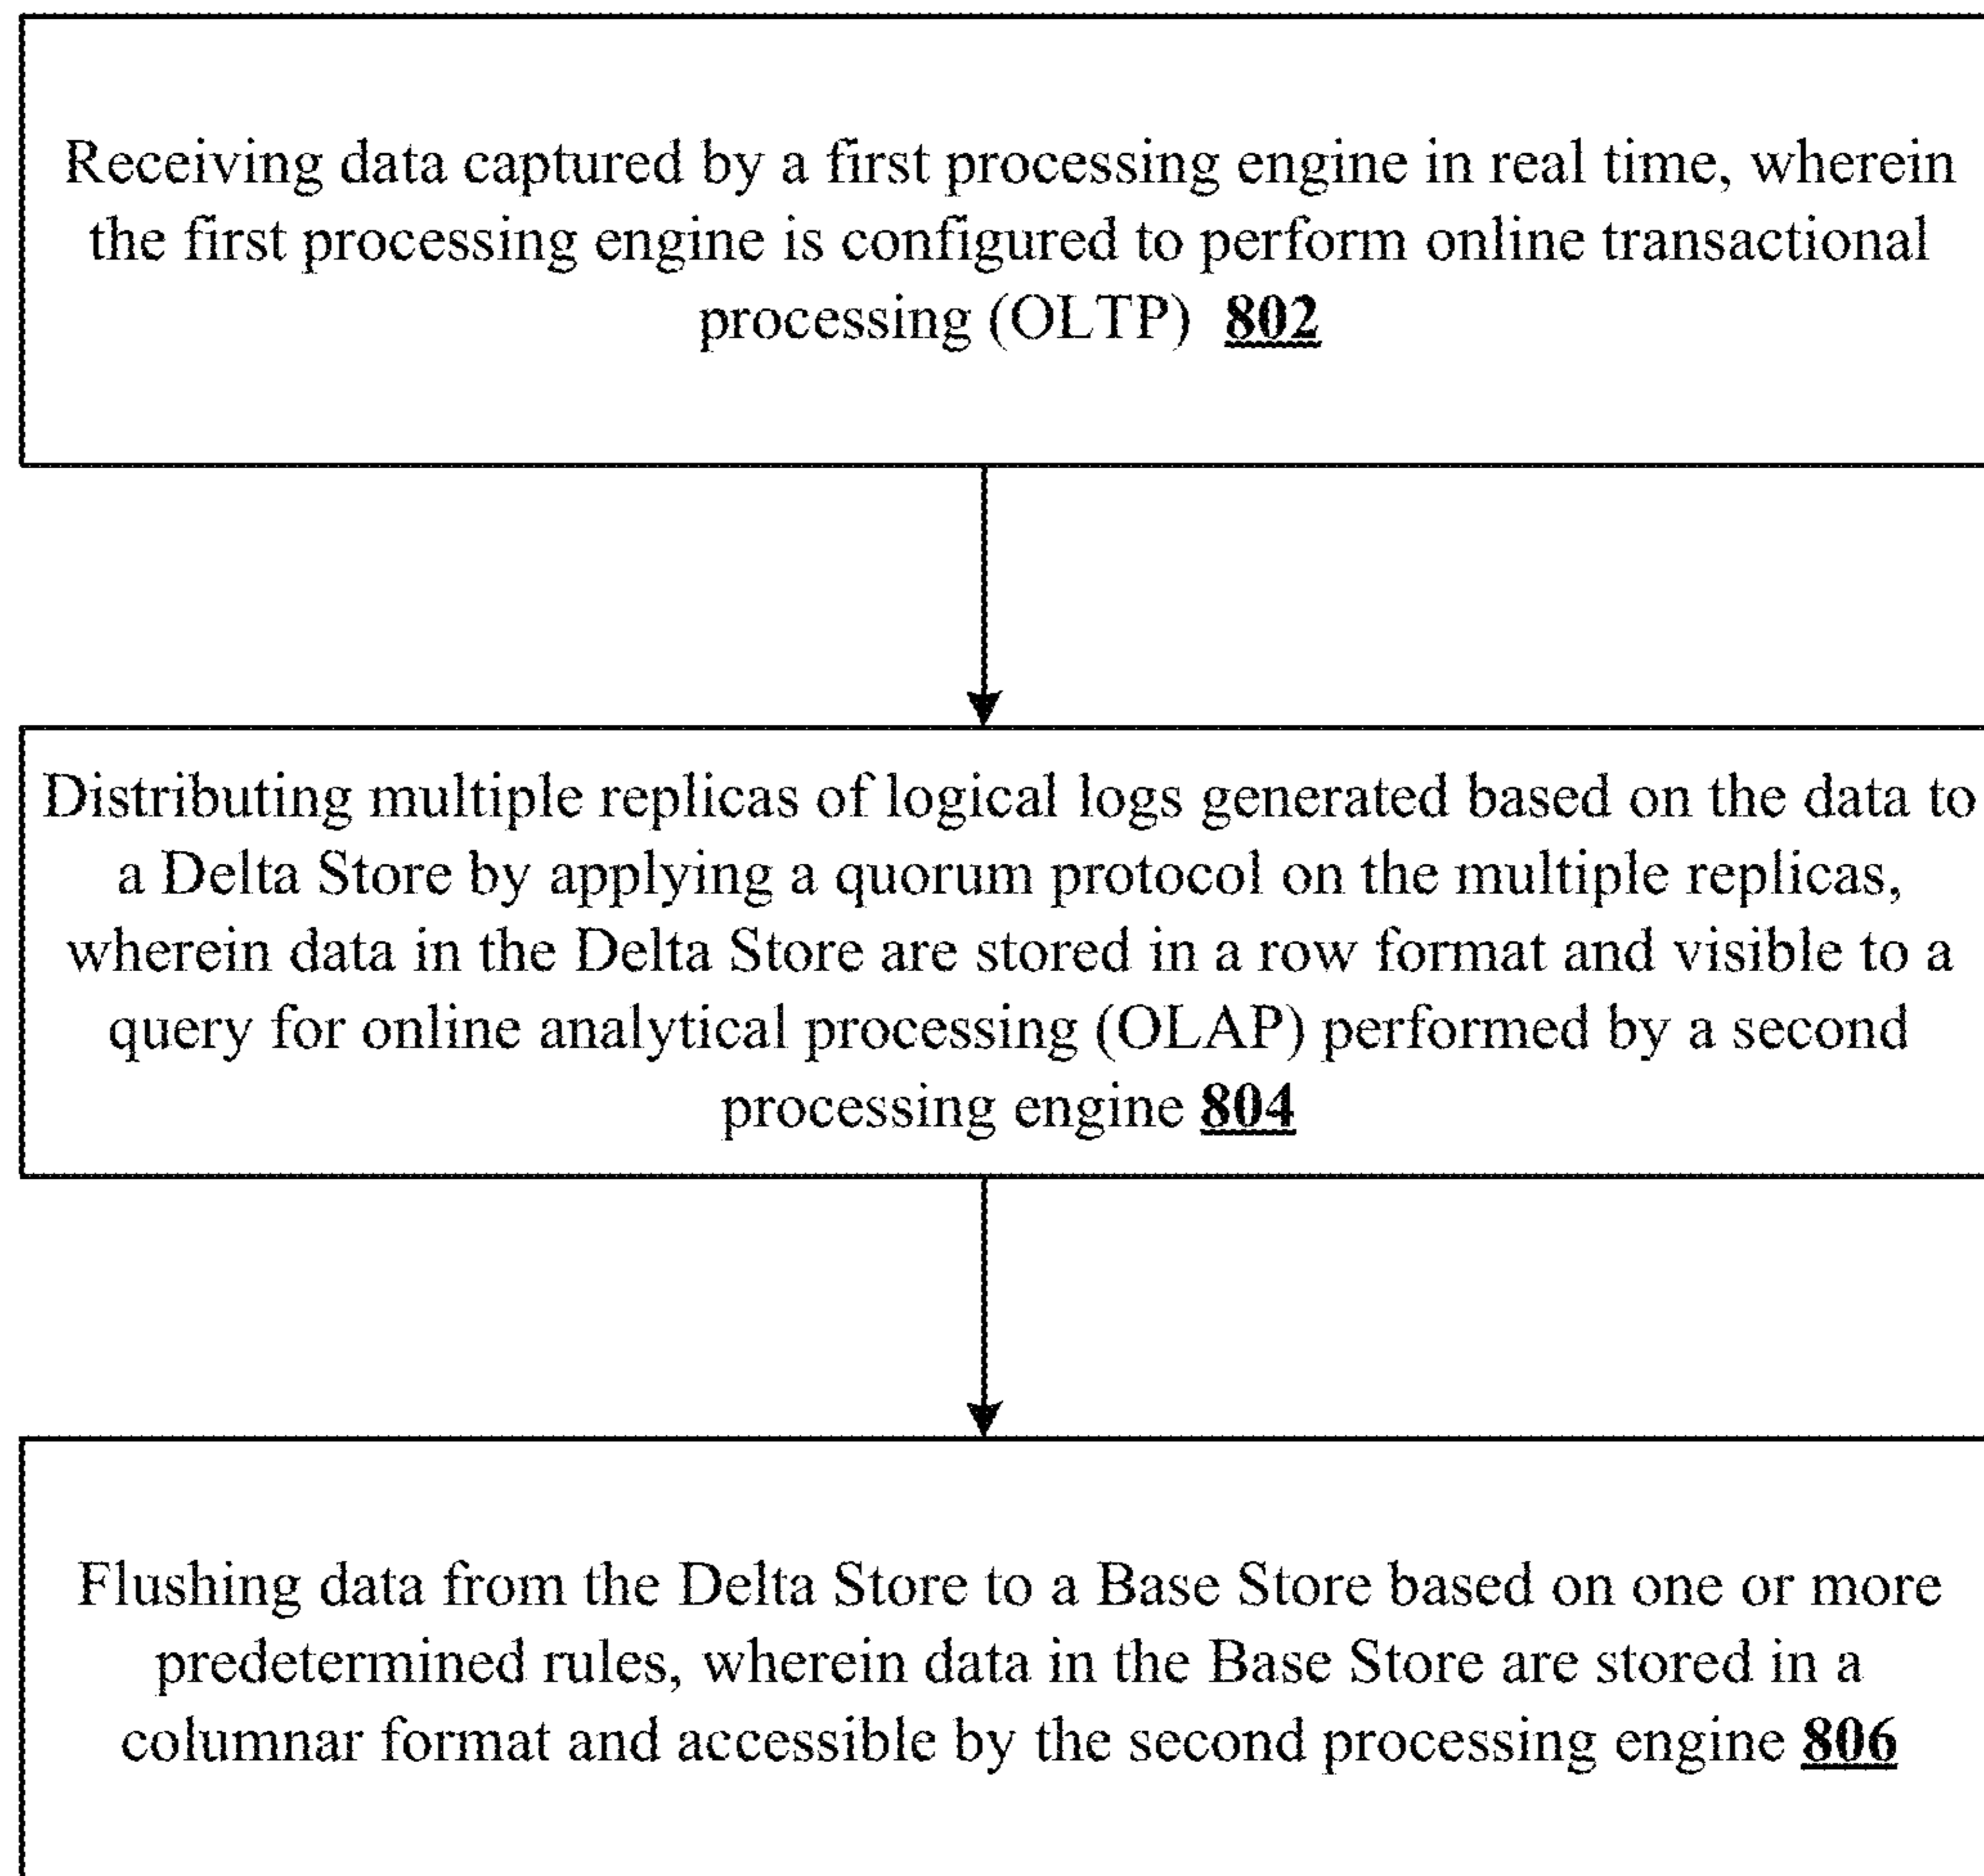 Receiving data captured by a first processing engine in real time, wherein
the first processing engine is configured to perform online transactional
processing (OLTP) 802
Distributing multiple replicas of logical logs generated based on the data to
a Delta Store by applying a quorum protocol on the multiple replicas,
wherein data in the Delta Store are stored in a row format and visible to a
query for online analytical processing (OLAP) performed by a second
processing engine 804
Flushing data from the Delta Store to a Base Store based on one or more
predetermined rules, wherein data in the Base Store are stored in a
columnar format and accessible by the second processing engine 806